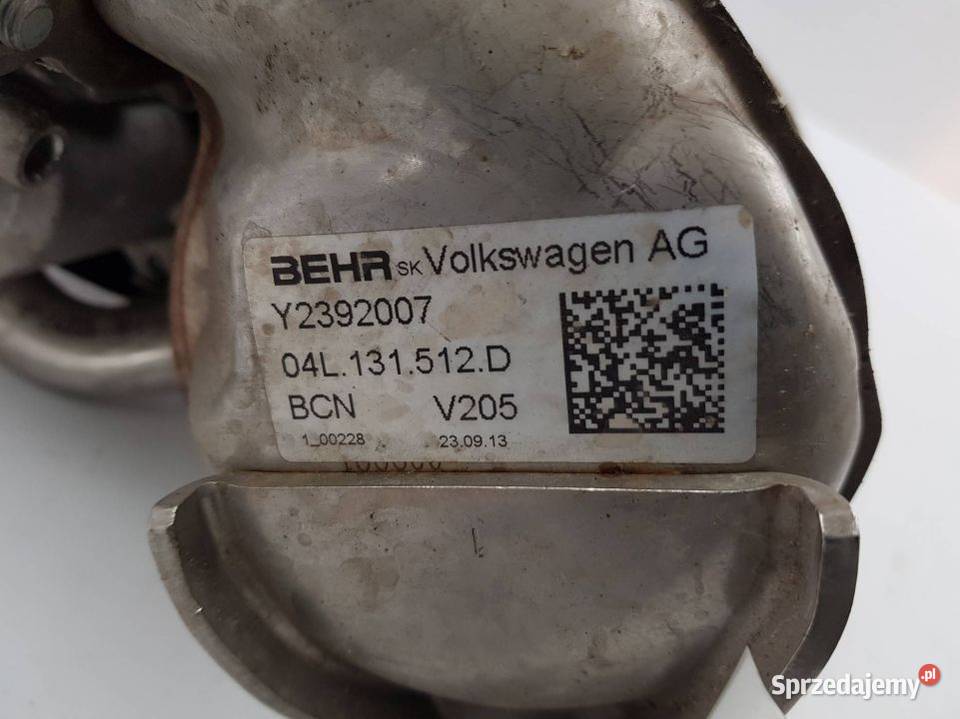 BEHR SK Volkswagen AG
Y2392007
04L.131.512.D
BCN V205
1_00228 23.09.13
Sprzedajemy.pl